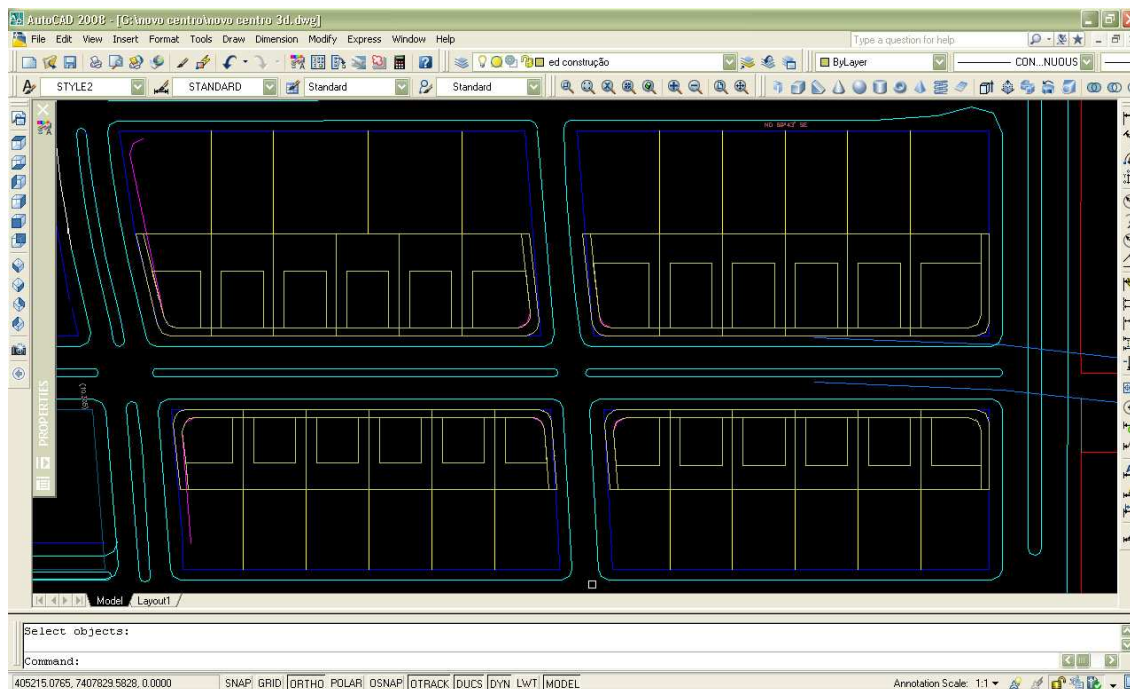 AutoCAD 2008 - [G:\novo centro\novo centro 3d.dwg]
File Edit View Insert Format Tools Draw Dimension Modify Express Window Help Type a question for help
ed construção ByLayer CON...NUOUS
STYLE2 STANDARD Standard Standard
PROPERTIES
Model Layout1
Select objects:
Command:
405215.0765, 7407829.5828, 0.0000 SNAP GRID ORTHO POLAR OSNAP OTRACK DUCS DYN LWT MODEL Annotation Scale: 1:1